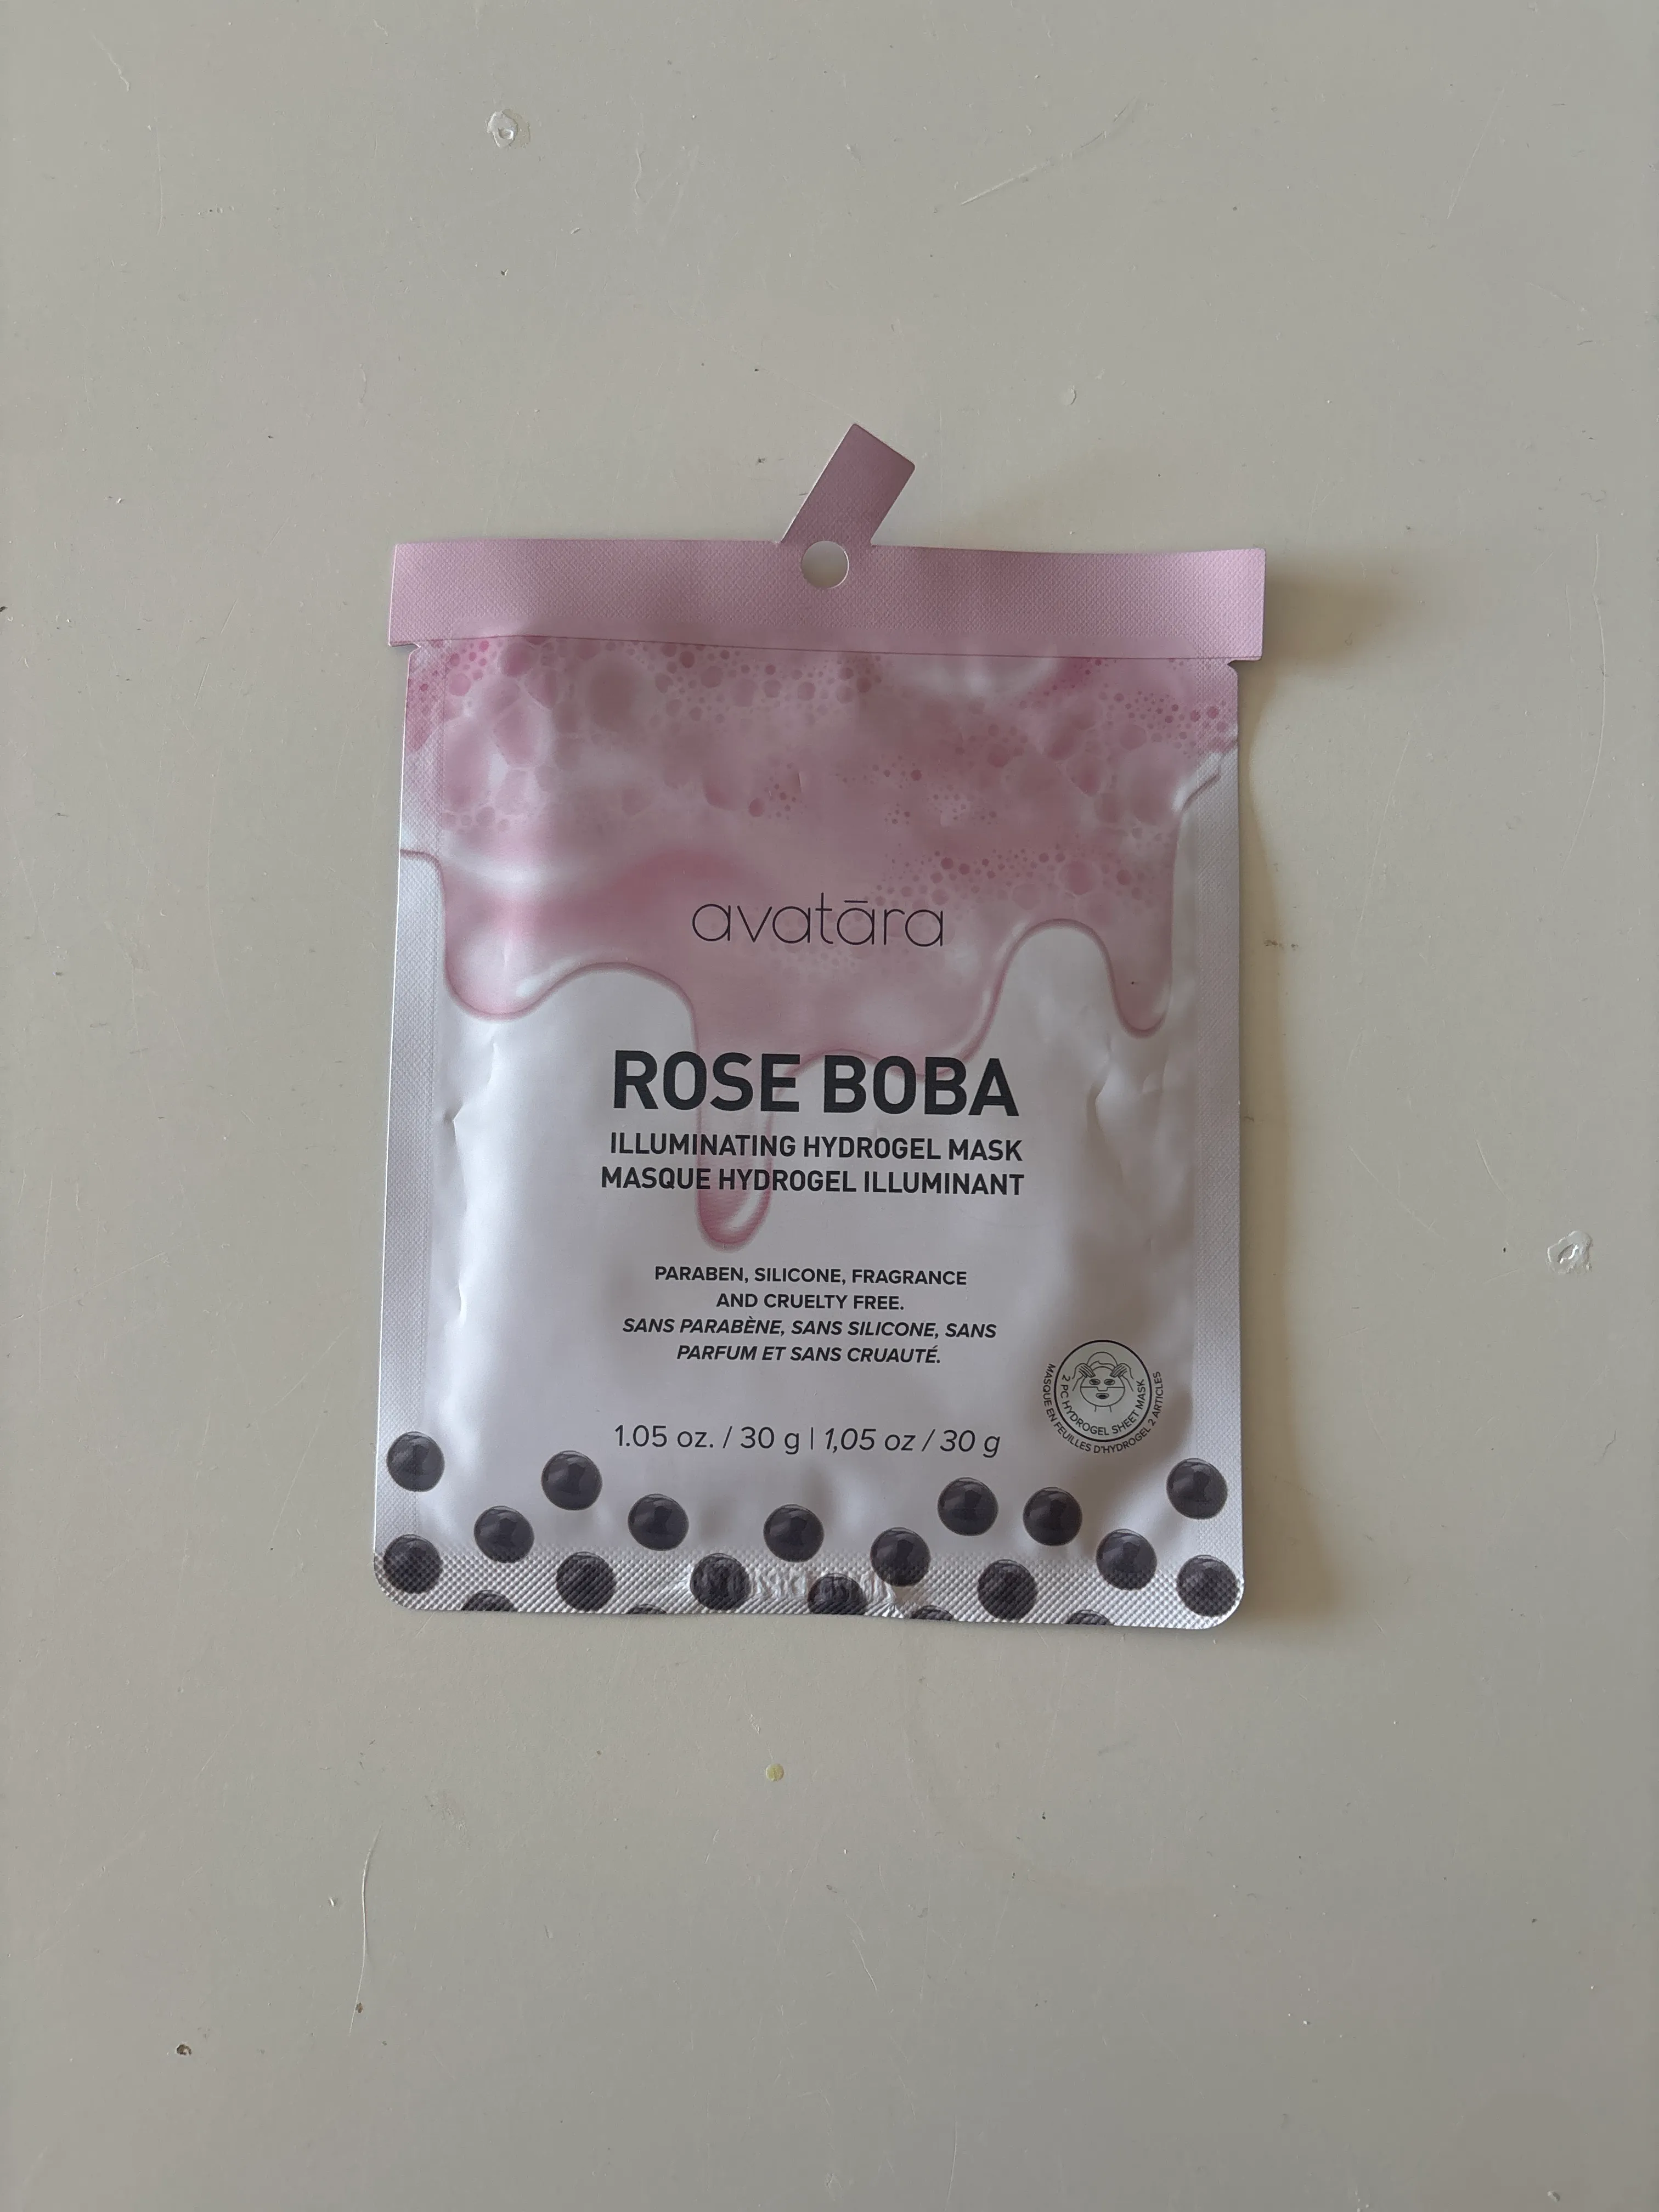 avatāra
ROSE BOBA
ILLUMINATING HYDROGEL MASK
MASQUE HYDROGEL ILLUMINANT
PARABEN, SILICONE, FRAGRANCE
AND CRUELTY FREE.
SANS PARABÈNE, SANS SILICONE, SANS
PARFUM ET SANS CRUAUTÉ.
2 PC HYDROGEL SHEET MASK
MASQUE EN FEUILLES D'HYDROGEL 2 ARTICLES
1.05 oz. / 30 g | 1,05 oz / 30 g